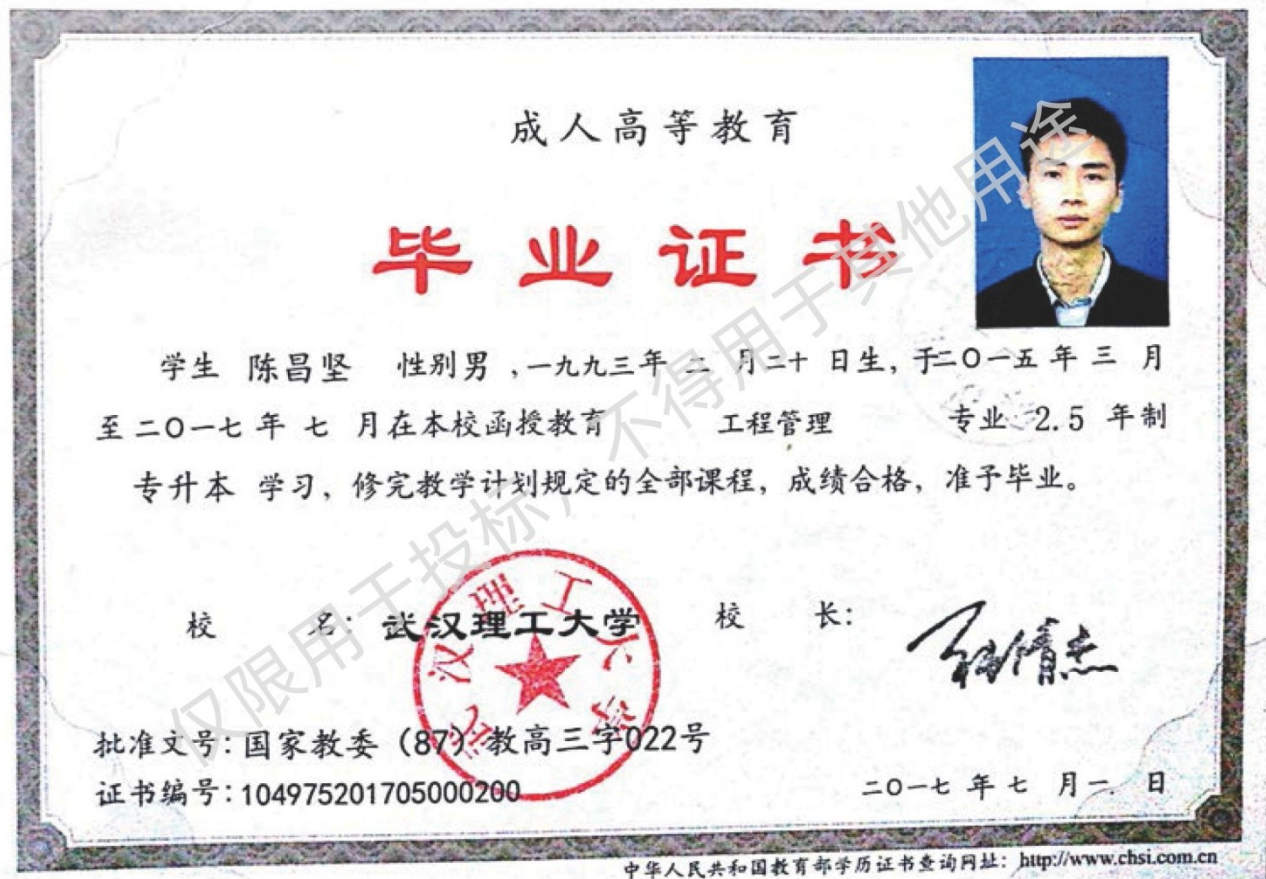 成人高等教育
毕业证书
学生 陈昌坚 性别男，一九九三年 二 月二十 日生，于二〇一五 年 三 月
至二〇一七 年 七 月在本校函授教育 工程管理 专业 2.5 年制
专升本 学习，修完教学计划规定的全部课程，成绩合格，准予毕业。
校 名：武汉理工大学 校 长：
武汉理工大学
批准文号：国家教委（87）教高三字022号
证书编号：104975201705000200 二〇一七 年 七 月一 日
中华人民共和国教育部学历证书查询网址：http://www.chsi.com.cn
仅限用于投标，不得用于其他用途